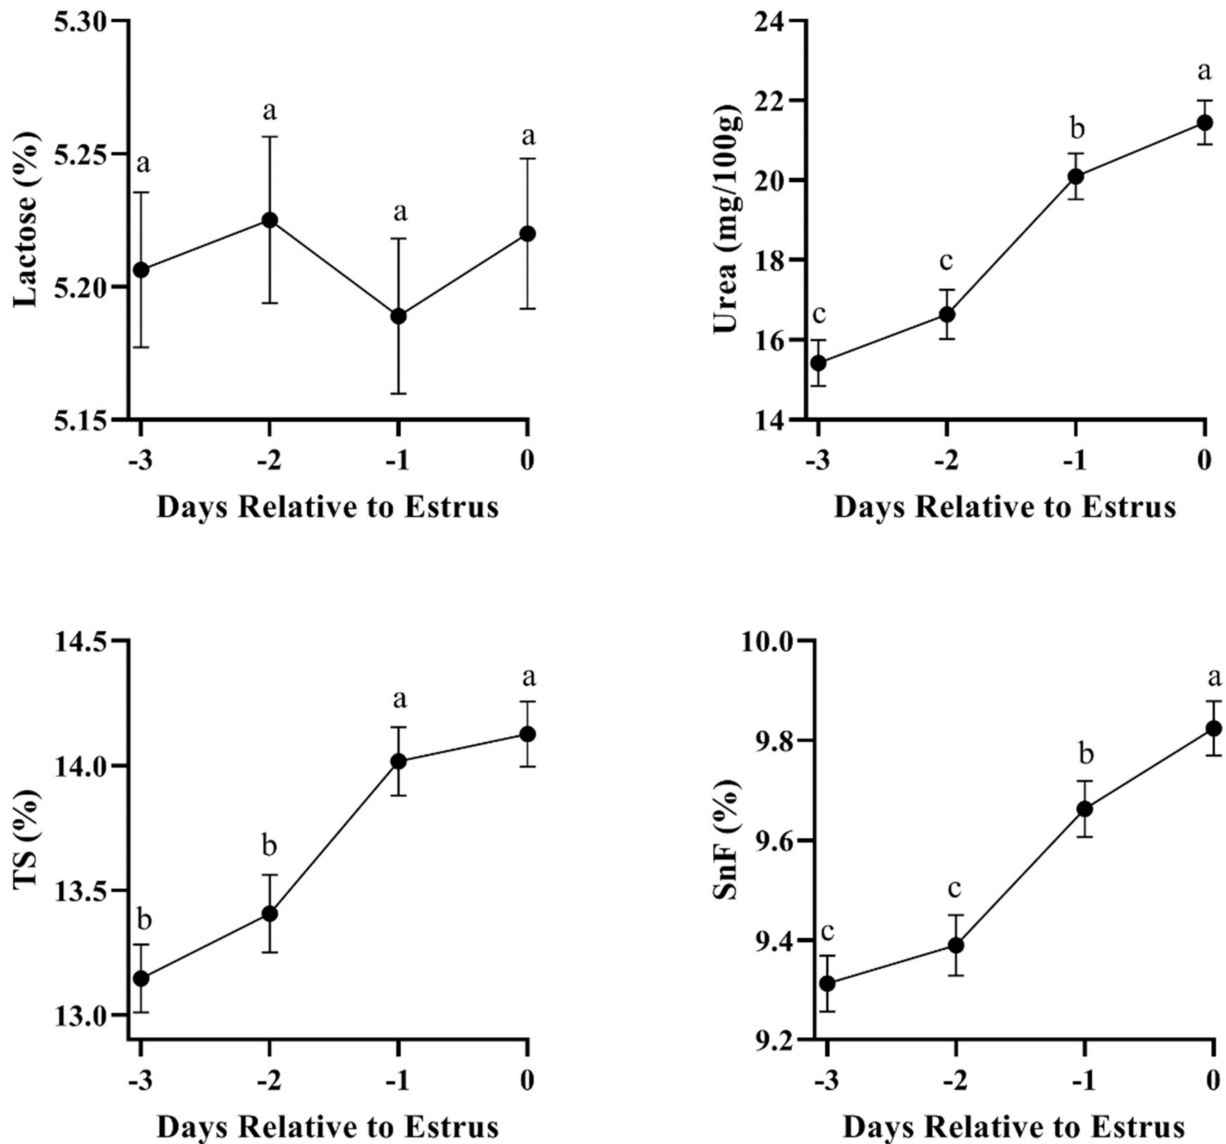 Lactose (%)
5.30
5.25
5.20
5.15
a
a
a
a
-3 -2 -1 0
Days Relative to Estrus
Urea (mg/100g)
24
22
20
18
16
14
c
c
b
a
-3 -2 -1 0
Days Relative to Estrus
TS (%)
14.5
14.0
13.5
13.0
b
b
a
a
-3 -2 -1 0
Days Relative to Estrus
SnF (%)
10.0
9.8
9.6
9.4
9.2
c
c
b
a
-3 -2 -1 0
Days Relative to Estrus